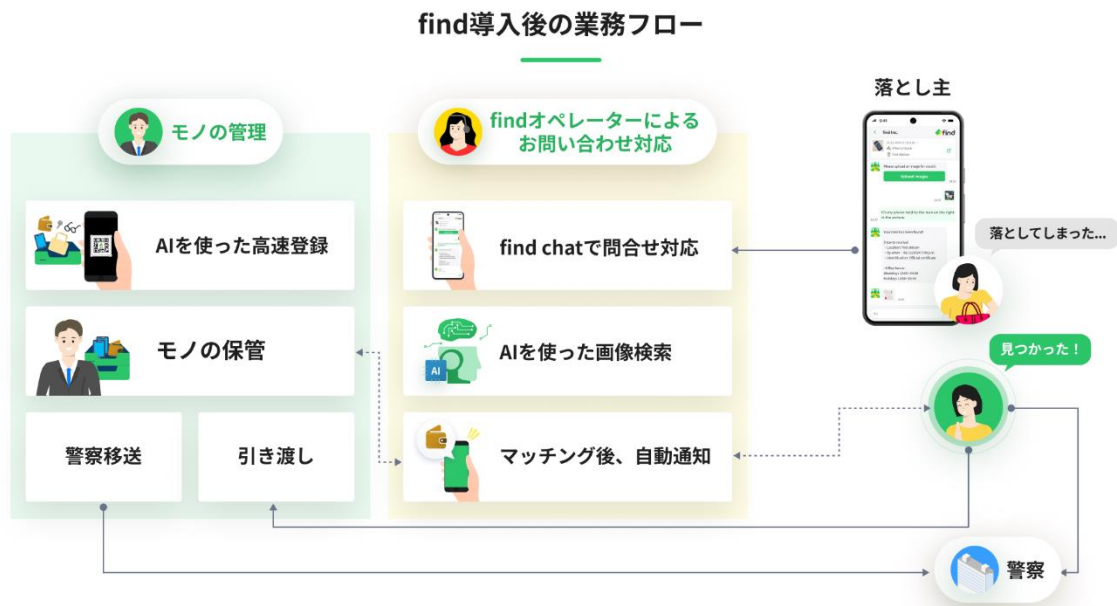 find導入後の業務フロー
落とし主
モノの管理
findオペレーターによる
お問い合わせ対応
find Inc.
find
Upload images
AIを使った高速登録
find chatで問合せ対応
落としてしまった...
モノの保管
AI
AIを使った画像検索
見つかった！
警察移送
引き渡し
マッチング後、自動通知
警察